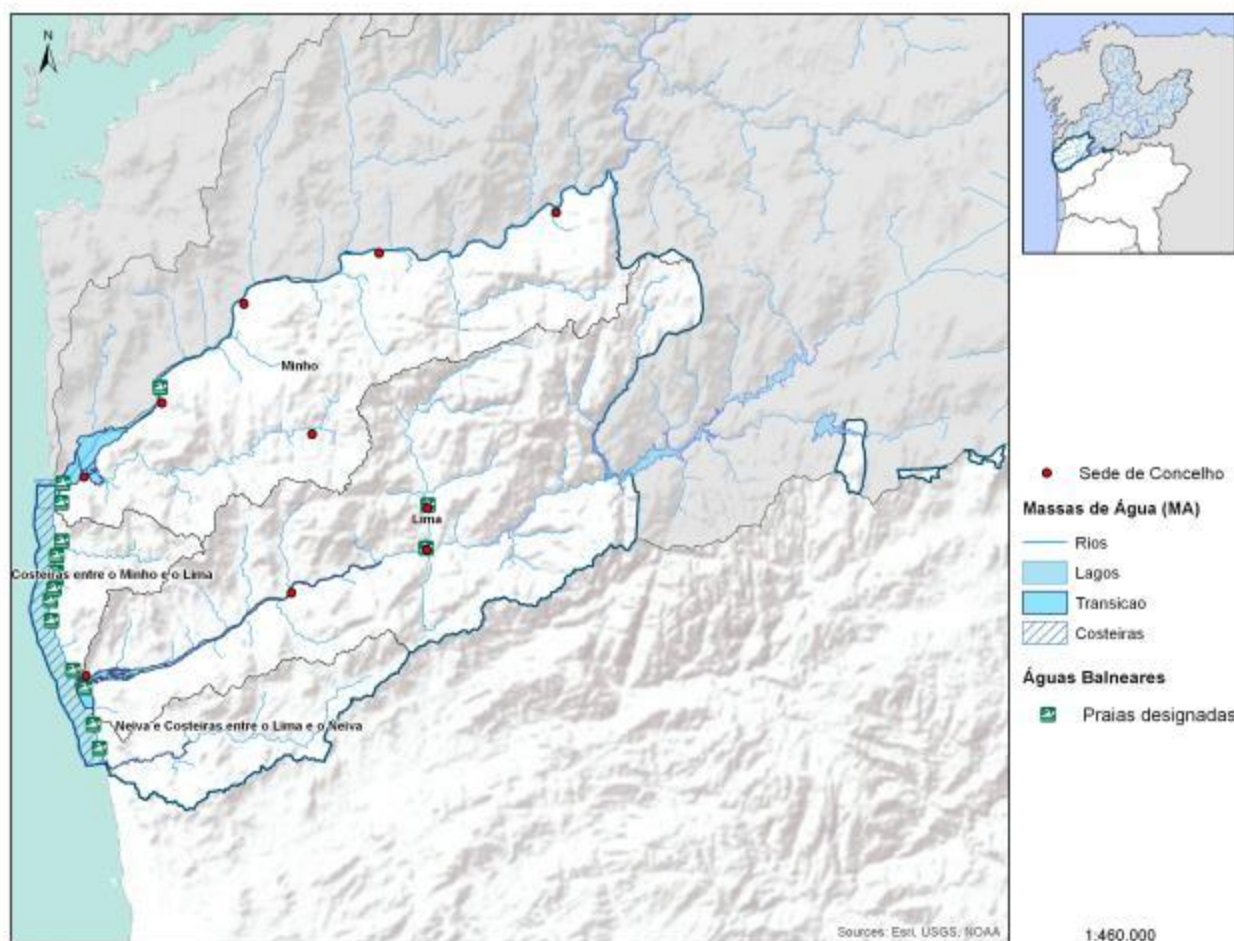 N
Minho
Lima
Costeiras entre o Minho e o Lima
Neiva e Costeiras entre o Lima e o Neiva
Sources: Esri, USGS, NOAA
Sede de Concelho
Massas de Água (MA)
Rios
Lagos
Transicao
Costeiras
Águas Balneares
Praias designadas
1:460.000